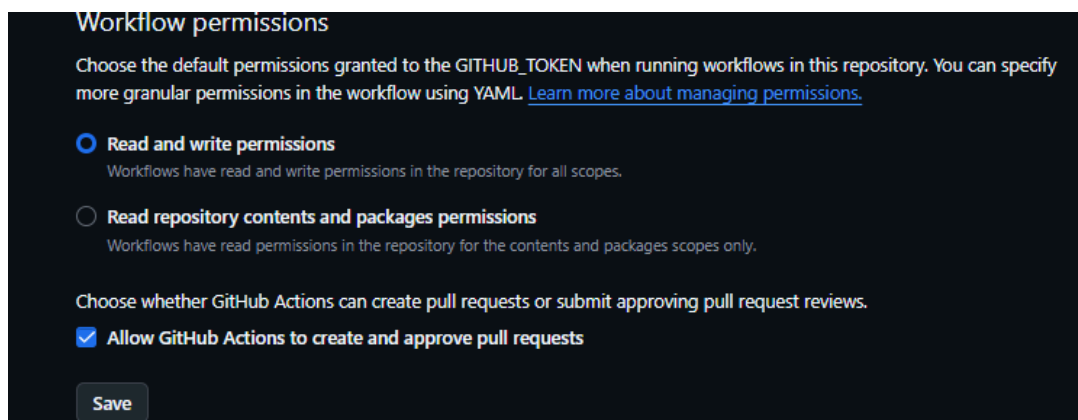 Workflow permissions
Choose the default permissions granted to the GITHUB_TOKEN when running workflows in this repository. You can specify
more granular permissions in the workflow using YAML. Learn more about managing permissions.
Read and write permissions
Workflows have read and write permissions in the repository for all scopes.
Read repository contents and packages permissions
Workflows have read permissions in the repository for the contents and packages scopes only.
Choose whether GitHub Actions can create pull requests or submit approving pull request reviews.
Allow GitHub Actions to create and approve pull requests
Save